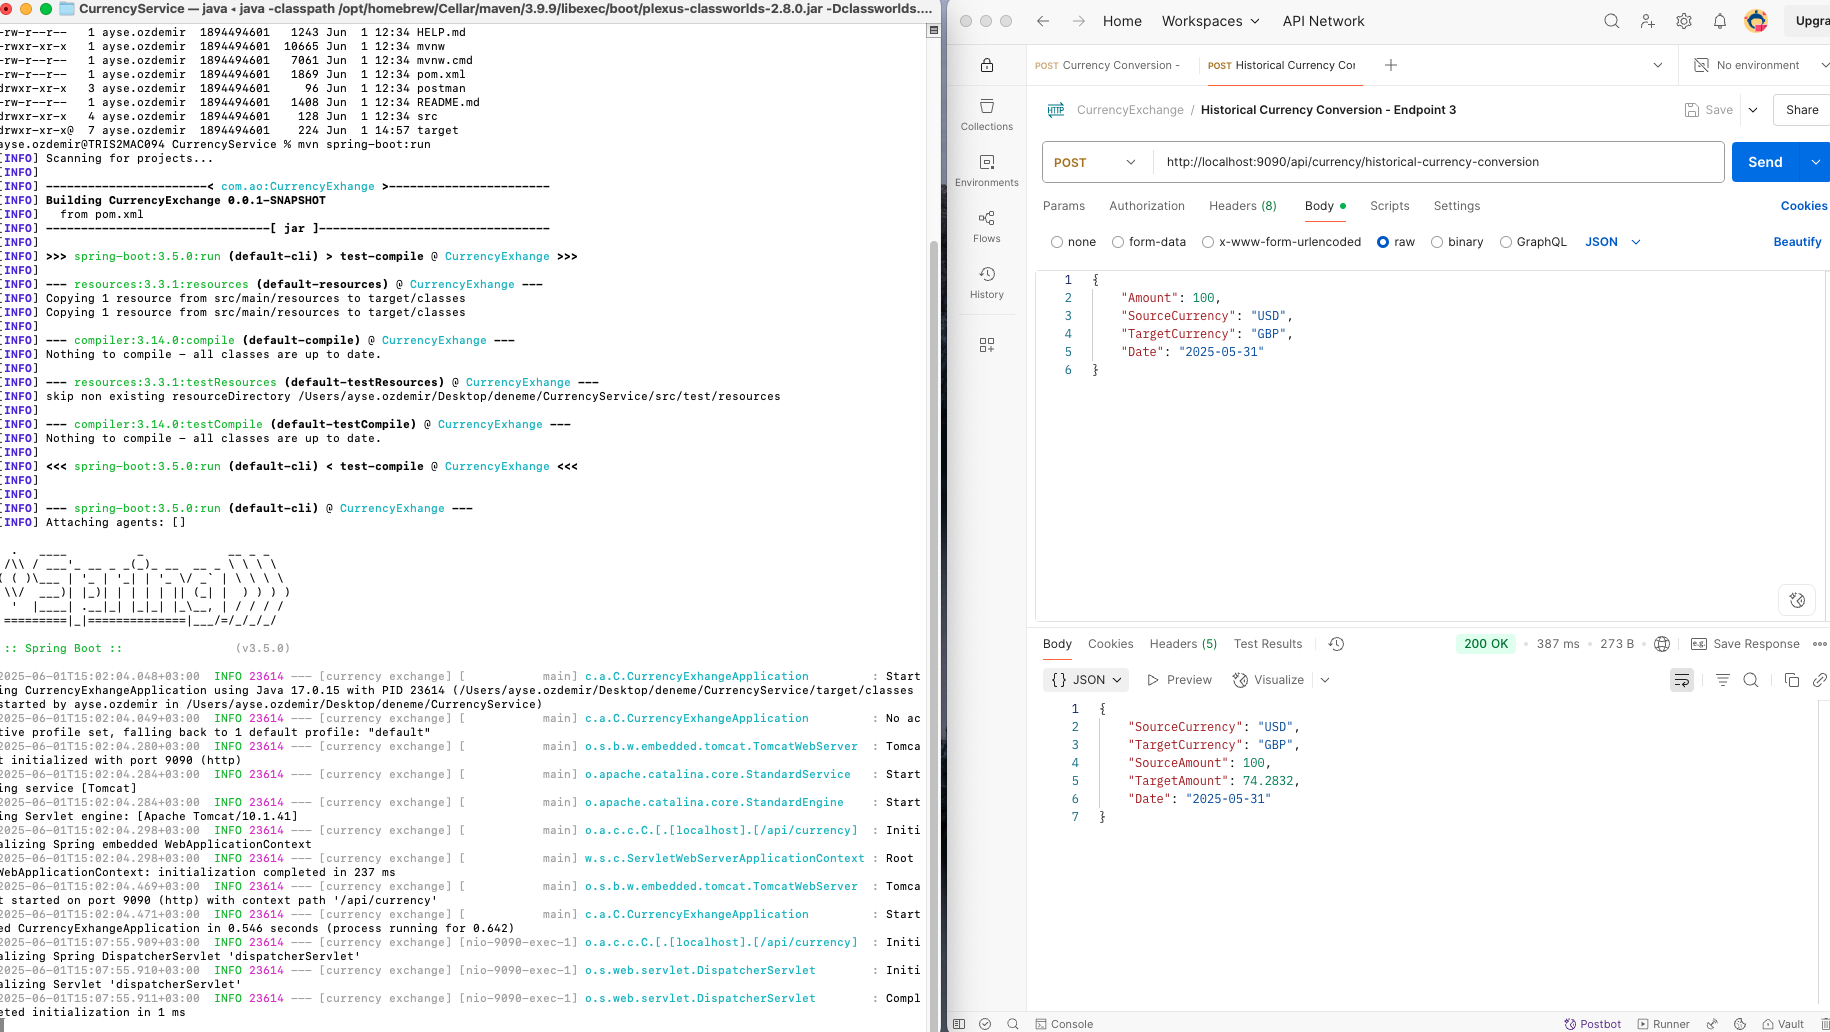 CurrencyService — java ◂ java -classpath /opt/homebrew/Cellar/maven/3.9.9/libexec/boot/plexus-classworlds-2.8.0.jar -Dclassworlds....
-rw-r--r-- 1 ayse.ozdemir 1894494601 1243 Jun 1 12:34 HELP.md
-rwxr-xr-x 1 ayse.ozdemir 1894494601 10665 Jun 1 12:34 mvnw
-rw-r--r-- 1 ayse.ozdemir 1894494601 7061 Jun 1 12:34 mvnw.cmd
-rw-r--r-- 1 ayse.ozdemir 1894494601 1869 Jun 1 12:34 pom.xml
drwxr-xr-x 3 ayse.ozdemir 1894494601 96 Jun 1 12:34 postman
-rw-r--r-- 1 ayse.ozdemir 1894494601 1408 Jun 1 12:34 README.md
drwxr-xr-x 4 ayse.ozdemir 1894494601 128 Jun 1 12:34 src
drwxr-xr-x@ 7 ayse.ozdemir 1894494601 224 Jun 1 14:57 target
ayse.ozdemir@TRIS2MAC094 CurrencyService % mvn spring-boot:run
[INFO] Scanning for projects...
[INFO]
[INFO] -----------------------< com.ao:CurrencyExhange >-----------------------
[INFO] Building CurrencyExhange 0.0.1-SNAPSHOT
[INFO]   from pom.xml
[INFO] --------------------------------[ jar ]---------------------------------
[INFO]
[INFO] >>> spring-boot:3.5.0:run (default-cli) > test-compile @ CurrencyExhange >>>
[INFO]
[INFO] --- resources:3.3.1:resources (default-resources) @ CurrencyExhange ---
[INFO] Copying 1 resource from src/main/resources to target/classes
[INFO] Copying 1 resource from src/main/resources to target/classes
[INFO]
[INFO] --- compiler:3.14.0:compile (default-compile) @ CurrencyExhange ---
[INFO] Nothing to compile - all classes are up to date.
[INFO]
[INFO] --- resources:3.3.1:testResources (default-testResources) @ CurrencyExhange ---
[INFO] skip non existing resourceDirectory /Users/ayse.ozdemir/Desktop/deneme/CurrencyService/src/test/resources
[INFO]
[INFO] --- compiler:3.14.0:testCompile (default-testCompile) @ CurrencyExhange ---
[INFO] Nothing to compile - all classes are up to date.
[INFO]
[INFO] <<< spring-boot:3.5.0:run (default-cli) < test-compile @ CurrencyExhange <<<
[INFO]
[INFO]
[INFO] --- spring-boot:3.5.0:run (default-cli) @ CurrencyExhange ---
[INFO] Attaching agents: []
:: Spring Boot :: (v3.5.0)
2025-06-01T15:02:04.048+03:00 INFO 23614 --- [currency exchange] [ main] c.a.C.CurrencyExhangeApplication : Start
ing CurrencyExhangeApplication using Java 17.0.15 with PID 23614 (/Users/ayse.ozdemir/Desktop/deneme/CurrencyService/target/classes
started by ayse.ozdemir in /Users/ayse.ozdemir/Desktop/deneme/CurrencyService)
2025-06-01T15:02:04.049+03:00 INFO 23614 --- [currency exchange] [ main] c.a.C.CurrencyExhangeApplication : No ac
tive profile set, falling back to 1 default profile: "default"
2025-06-01T15:02:04.280+03:00 INFO 23614 --- [currency exchange] [ main] o.s.b.w.embedded.tomcat.TomcatWebServer : Tomca
t initialized with port 9090 (http)
2025-06-01T15:02:04.284+03:00 INFO 23614 --- [currency exchange] [ main] o.apache.catalina.core.StandardService : Start
ing service [Tomcat]
2025-06-01T15:02:04.284+03:00 INFO 23614 --- [currency exchange] [ main] o.apache.catalina.core.StandardEngine : Start
ing Servlet engine: [Apache Tomcat/10.1.41]
2025-06-01T15:02:04.298+03:00 INFO 23614 --- [currency exchange] [ main] o.a.c.c.C.[.[localhost].[/api/currency] : Initi
alizing Spring embedded WebApplicationContext
2025-06-01T15:02:04.298+03:00 INFO 23614 --- [currency exchange] [ main] w.s.c.ServletWebServerApplicationContext : Root
WebApplicationContext: initialization completed in 237 ms
2025-06-01T15:02:04.469+03:00 INFO 23614 --- [currency exchange] [ main] o.s.b.w.embedded.tomcat.TomcatWebServer : Tomca
t started on port 9090 (http) with context path '/api/currency'
2025-06-01T15:02:04.471+03:00 INFO 23614 --- [currency exchange] [ main] c.a.C.CurrencyExhangeApplication : Start
ed CurrencyExhangeApplication in 0.546 seconds (process running for 0.642)
2025-06-01T15:07:55.909+03:00 INFO 23614 --- [currency exchange] [nio-9090-exec-1] o.a.c.c.C.[.[localhost].[/api/currency] : Initi
alizing Spring DispatcherServlet 'dispatcherServlet'
2025-06-01T15:07:55.910+03:00 INFO 23614 --- [currency exchange] [nio-9090-exec-1] o.s.web.servlet.DispatcherServlet : Initi
alizing Servlet 'dispatcherServlet'
2025-06-01T15:07:55.911+03:00 INFO 23614 --- [currency exchange] [nio-9090-exec-1] o.s.web.servlet.DispatcherServlet : Compl
eted initialization in 1 ms
Home Workspaces API Network Upgra
POST Currency Conversion - POST Historical Currency Cor No environment
Collections
Environments
Flows
History
HTTP CurrencyExchange / Historical Currency Conversion - Endpoint 3 Save Share
POST http://localhost:9090/api/currency/historical-currency-conversion Send
Params Authorization Headers (8) Body Scripts Settings Cookies
none form-data x-www-form-urlencoded raw binary GraphQL JSON Beautify
1 {
2 "Amount": 100,
3 "SourceCurrency": "USD",
4 "TargetCurrency": "GBP",
5 "Date": "2025-05-31"
6 }
Body Cookies Headers (5) Test Results 200 OK 387 ms 273 B Save Response
{} JSON Preview Visualize
1 {
2 "SourceCurrency": "USD",
3 "TargetCurrency": "GBP",
4 "SourceAmount": 100,
5 "TargetAmount": 74.2832,
6 "Date": "2025-05-31"
7 }
Console Postbot Runner Vault